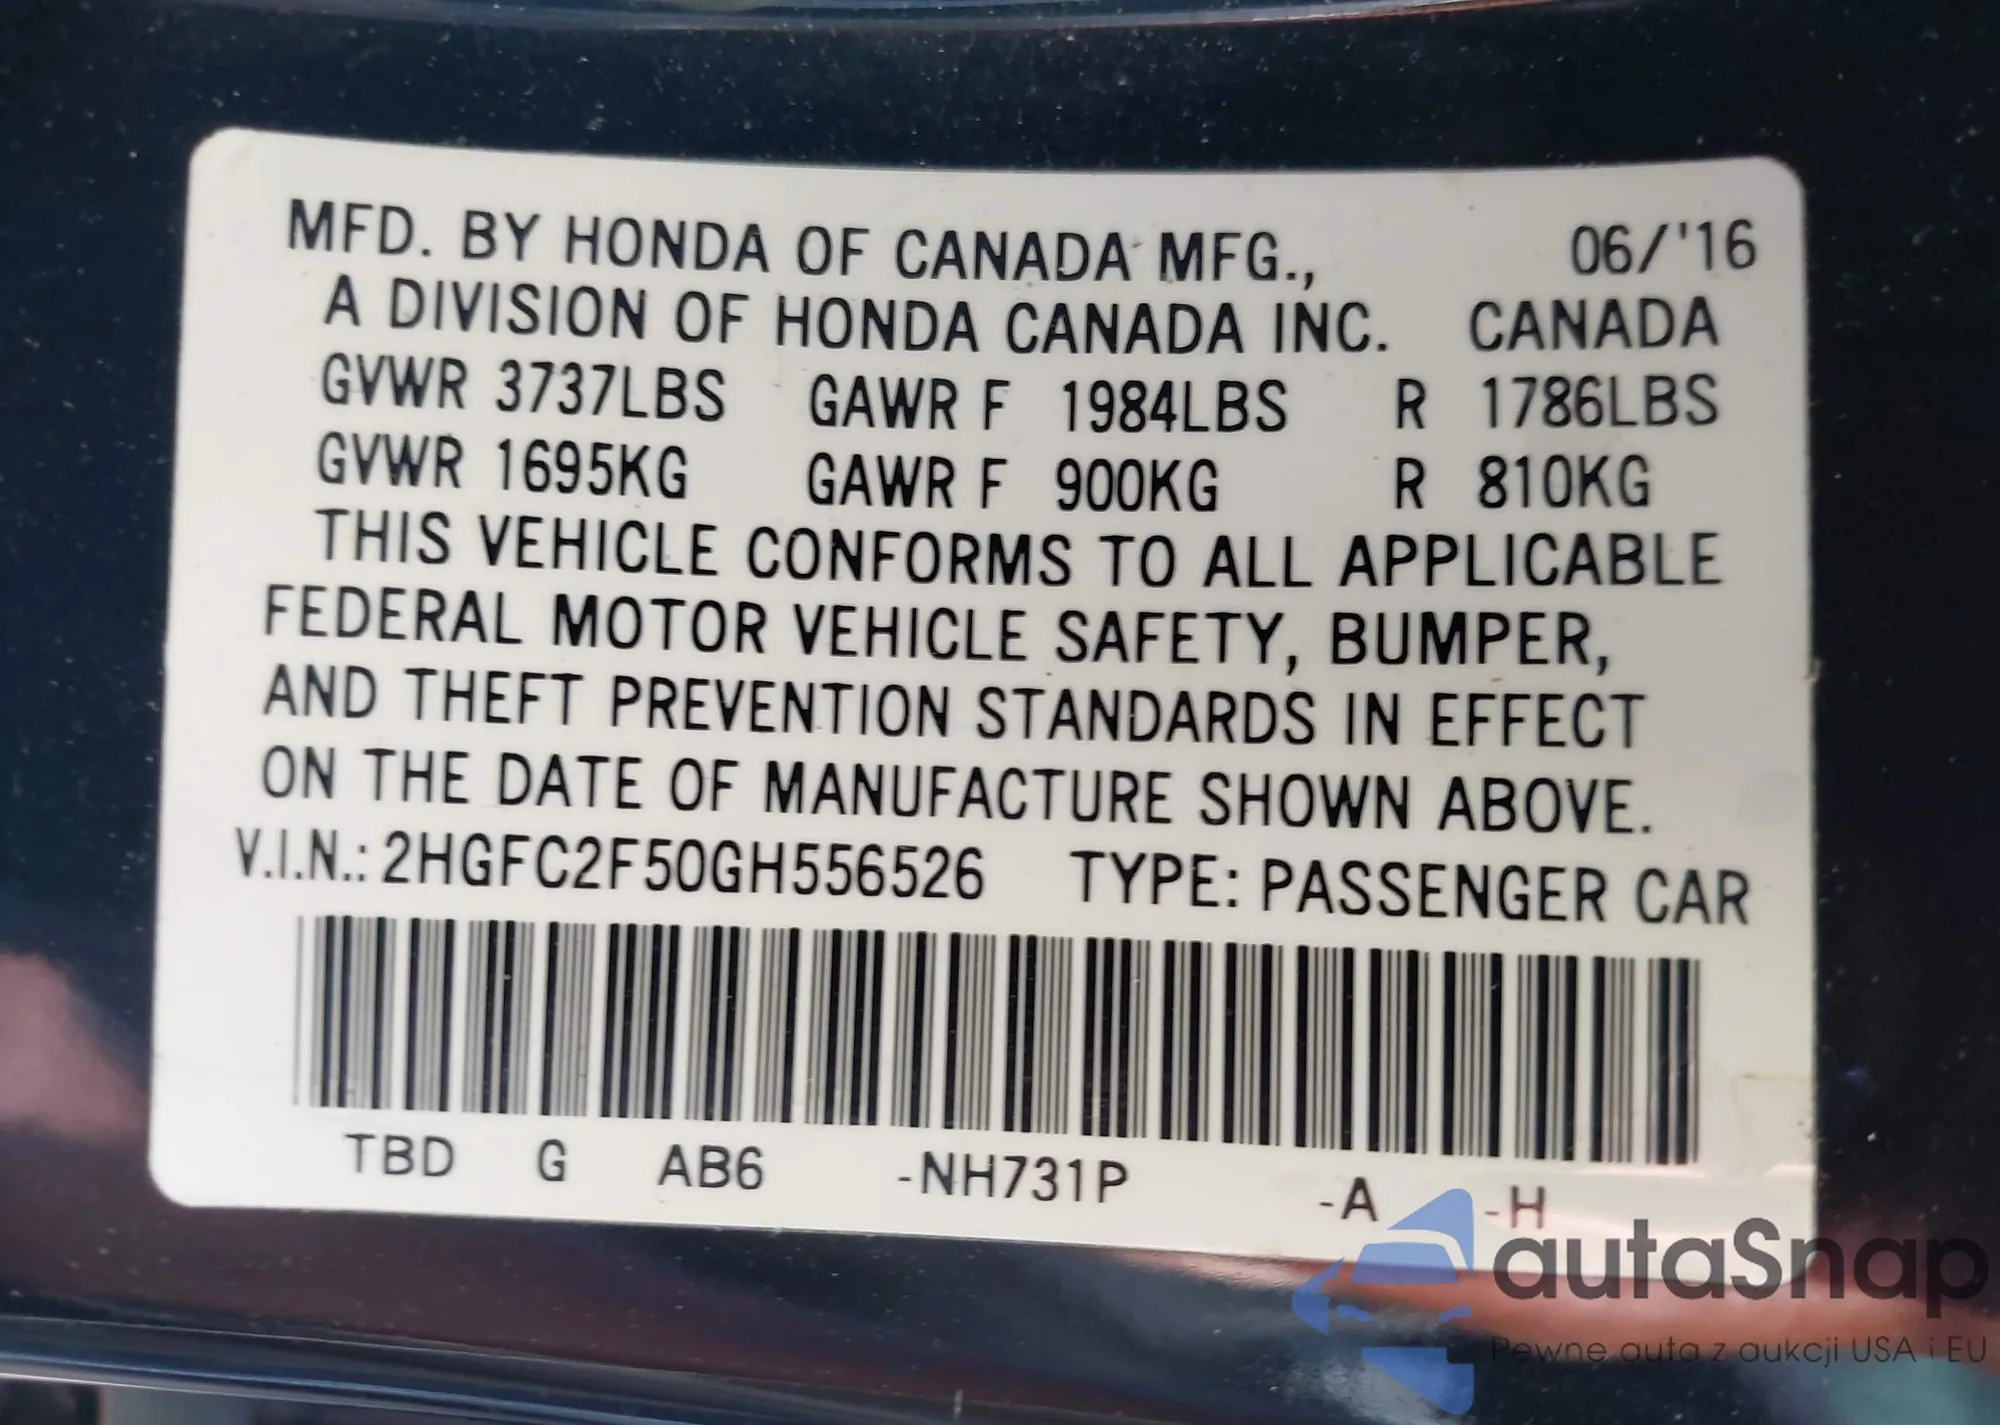 MFD. BY HONDA OF CANADA MFG., 06/'16
A DIVISION OF HONDA CANADA INC. CANADA
GVWR 3737LBS GAWR F 1984LBS R 1786LBS
GVWR 1695KG GAWR F 900KG R 810KG
THIS VEHICLE CONFORMS TO ALL APPLICABLE
FEDERAL MOTOR VEHICLE SAFETY, BUMPER,
AND THEFT PREVENTION STANDARDS IN EFFECT
ON THE DATE OF MANUFACTURE SHOWN ABOVE.
V.I.N.: 2HGFC2F50GH556526 TYPE: PASSENGER CAR
TBD G AB6 -NH731P -A -H
autaSnap
Pewne auta z aukcji USA i EU